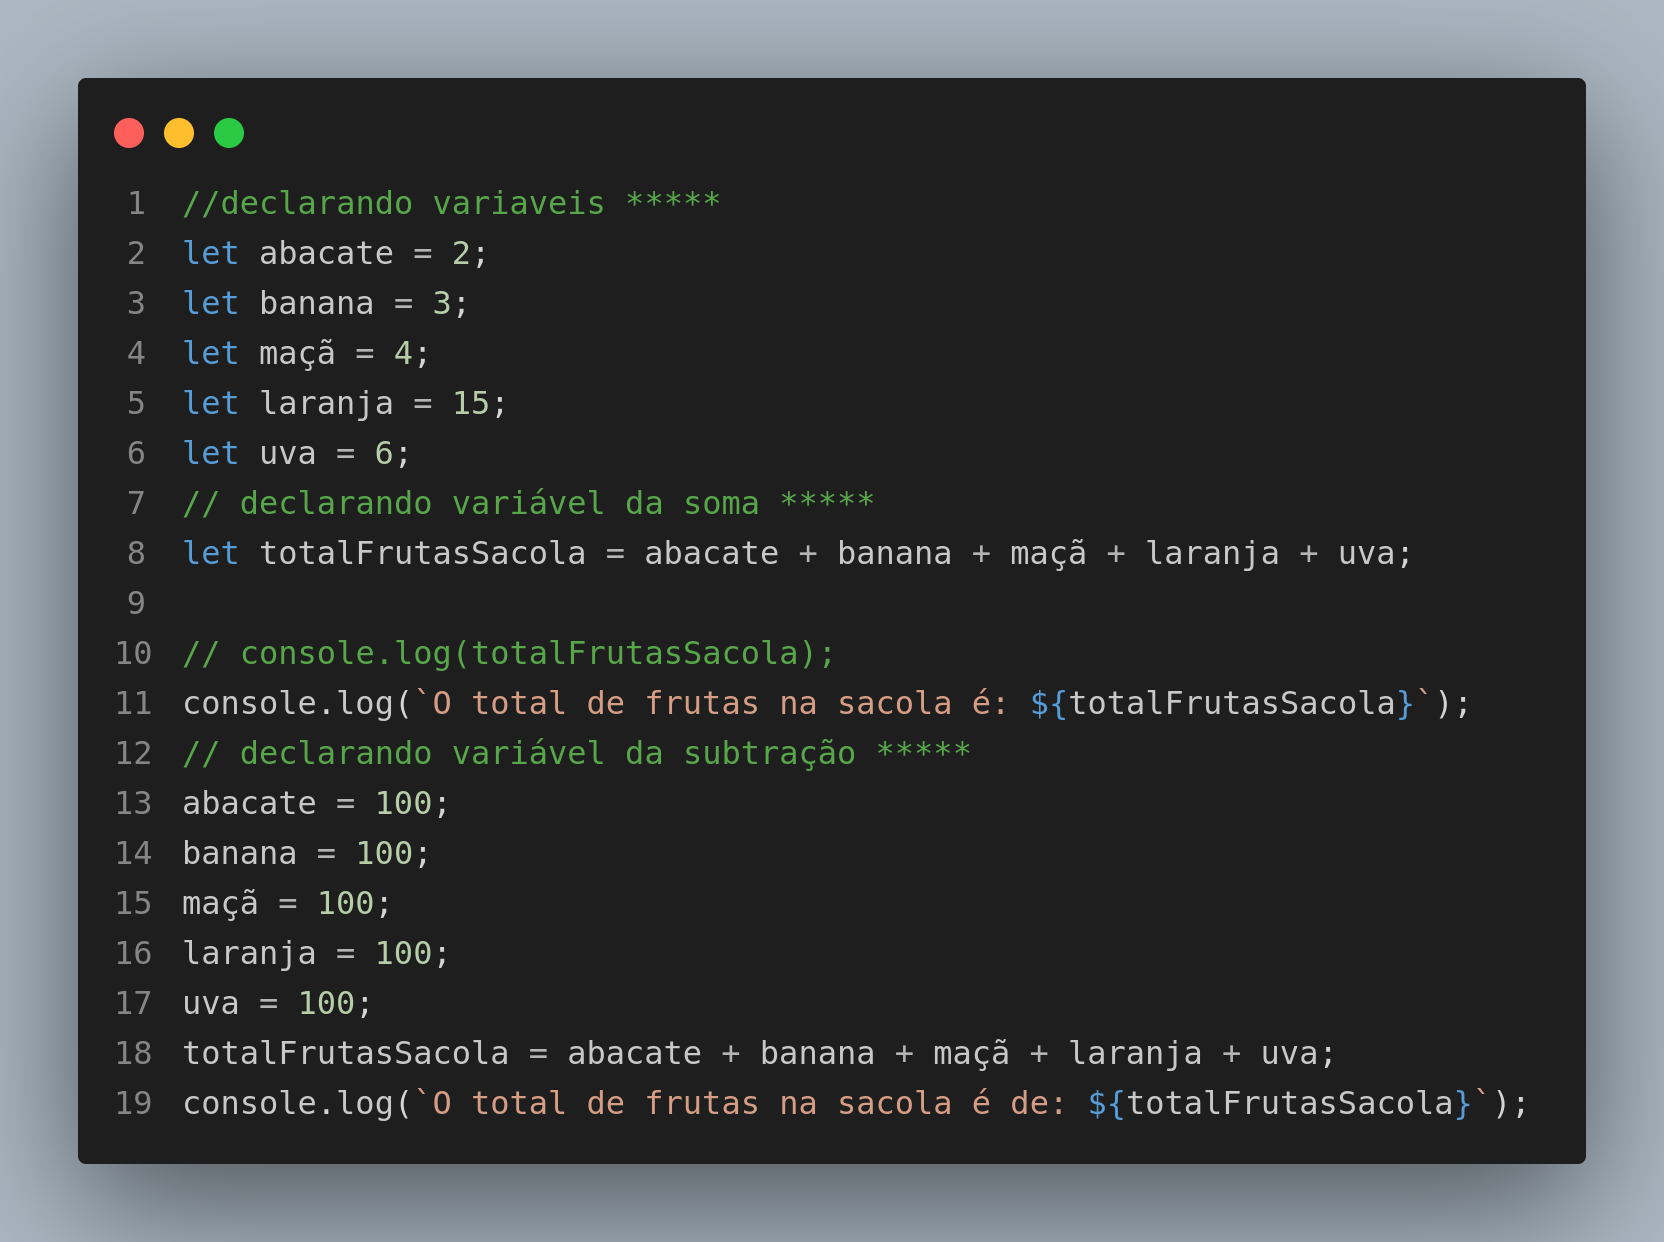 1 //declarando variaveis *****
2 let abacate = 2;
3 let banana = 3;
4 let maçã = 4;
5 let laranja = 15;
6 let uva = 6;
7 // declarando variável da soma *****
8 let totalFrutasSacola = abacate + banana + maçã + laranja + uva;
9
10 // console.log(totalFrutasSacola);
11 console.log(`O total de frutas na sacola é: ${totalFrutasSacola}`);
12 // declarando variável da subtração *****
13 abacate = 100;
14 banana = 100;
15 maçã = 100;
16 laranja = 100;
17 uva = 100;
18 totalFrutasSacola = abacate + banana + maçã + laranja + uva;
19 console.log(`O total de frutas na sacola é de: ${totalFrutasSacola}`);